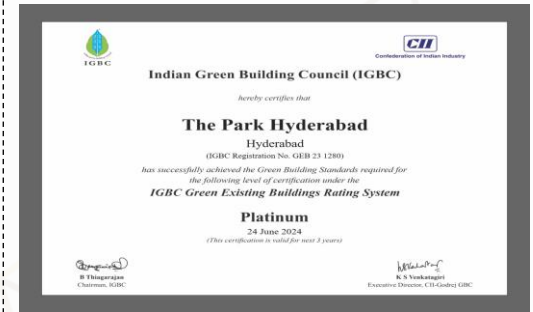 IGBC
CII
Confederation of Indian Industry
Indian Green Building Council (IGBC)
hereby certifies that
The Park Hyderabad
Hyderabad
(IGBC Registration No. GEB 23 1280)
has successfully achieved the Green Building Standards required for
the following level of certification under the
IGBC Green Existing Buildings Rating System
Platinum
24 June 2024
(This certification is valid for next 3 years)
B Thiagarajan
Chairman, IGBC
K S Venkatagiri
Executive Director, CII-Godrej GBC